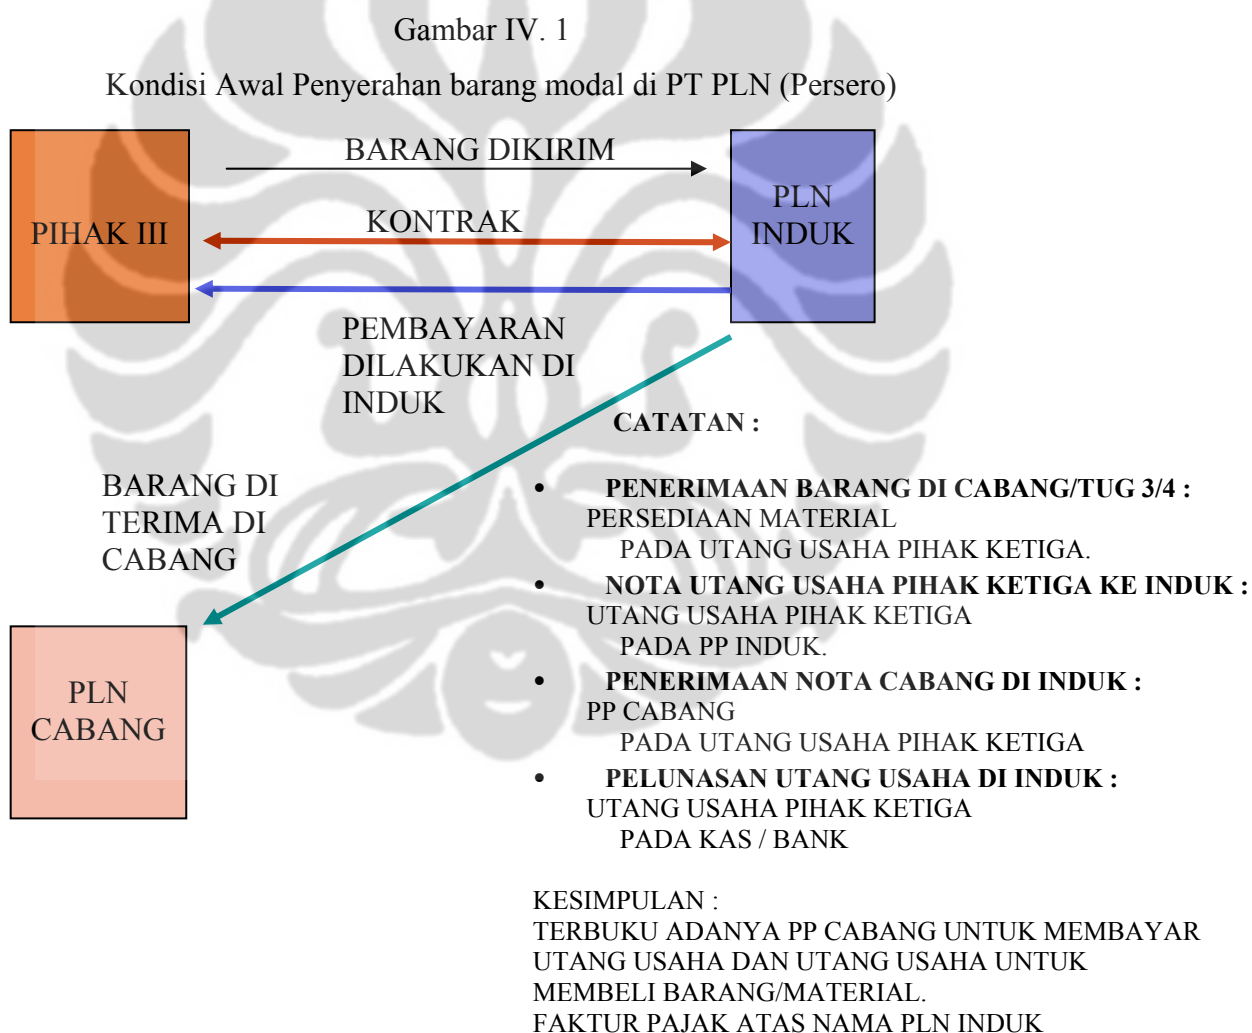 Gambar IV. 1
Kondisi Awal Penyerahan barang modal di PT PLN (Persero)
BARANG DIKIRIM
PIHAK III
KONTRAK
PLN
INDUK
PEMBAYARAN
DILAKUKAN DI
INDUK
BARANG DI
TERIMA DI
CABANG
PLN
CABANG
CATATAN :
• PENERIMAAN BARANG DI CABANG/TUG 3/4 :
PERSEDIAAN MATERIAL
PADA UTANG USAHA PIHAK KETIGA.
• NOTA UTANG USAHA PIHAK KETIGA KE INDUK :
UTANG USAHA PIHAK KETIGA
PADA PP INDUK.
• PENERIMAAN NOTA CABANG DI INDUK :
PP CABANG
PADA UTANG USAHA PIHAK KETIGA
• PELUNASAN UTANG USAHA DI INDUK :
UTANG USAHA PIHAK KETIGA
PADA KAS / BANK
KESIMPULAN :
TERBUKU ADANYA PP CABANG UNTUK MEMBAYAR
UTANG USAHA DAN UTANG USAHA UNTUK
MEMBELI BARANG/MATERIAL.
FAKTUR PAJAK ATAS NAMA PLN INDUK